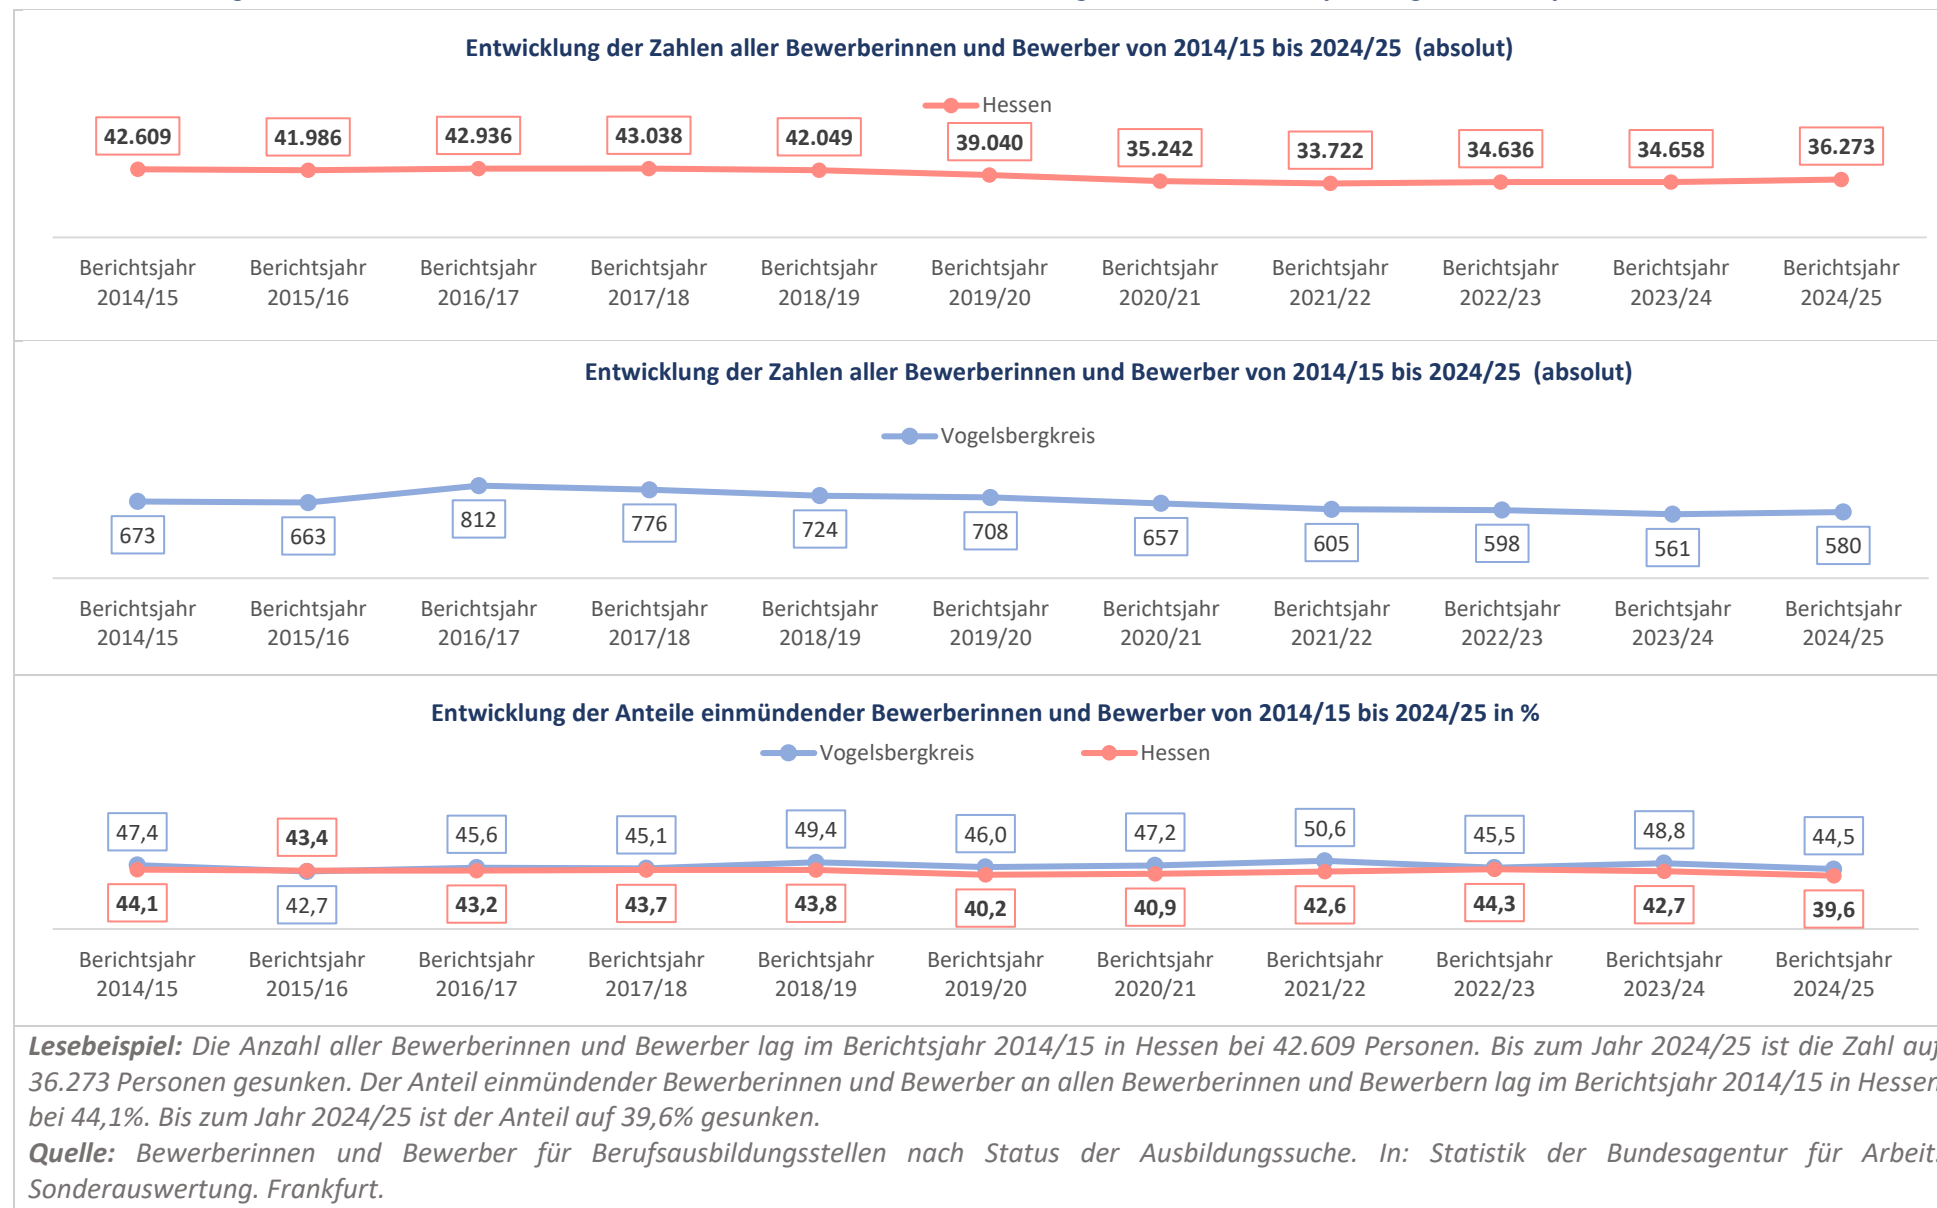 Entwicklung der Zahlen aller Bewerberinnen und Bewerber von 2014/15 bis 2024/25 (absolut)
Hessen
42.609 41.986 42.936 43.038 42.049 39.040 35.242 33.722 34.636 34.658 36.273
Berichtsjahr Berichtsjahr Berichtsjahr Berichtsjahr Berichtsjahr Berichtsjahr Berichtsjahr Berichtsjahr Berichtsjahr Berichtsjahr Berichtsjahr
2014/15 2015/16 2016/17 2017/18 2018/19 2019/20 2020/21 2021/22 2022/23 2023/24 2024/25
Entwicklung der Zahlen aller Bewerberinnen und Bewerber von 2014/15 bis 2024/25 (absolut)
Vogelsbergkreis
673 663 812 776 724 708 657 605 598 561 580
Berichtsjahr Berichtsjahr Berichtsjahr Berichtsjahr Berichtsjahr Berichtsjahr Berichtsjahr Berichtsjahr Berichtsjahr Berichtsjahr Berichtsjahr
2014/15 2015/16 2016/17 2017/18 2018/19 2019/20 2020/21 2021/22 2022/23 2023/24 2024/25
Entwicklung der Anteile einmündender Bewerberinnen und Bewerber von 2014/15 bis 2024/25 in %
Vogelsbergkreis Hessen
47,4 43,4 45,6 45,1 49,4 46,0 47,2 50,6 45,5 48,8 44,5
44,1 42,7 43,2 43,7 43,8 40,2 40,9 42,6 44,3 42,7 39,6
Berichtsjahr Berichtsjahr Berichtsjahr Berichtsjahr Berichtsjahr Berichtsjahr Berichtsjahr Berichtsjahr Berichtsjahr Berichtsjahr Berichtsjahr
2014/15 2015/16 2016/17 2017/18 2018/19 2019/20 2020/21 2021/22 2022/23 2023/24 2024/25
Lesebeispiel: Die Anzahl aller Bewerberinnen und Bewerber lag im Berichtsjahr 2014/15 in Hessen bei 42.609 Personen. Bis zum Jahr 2024/25 ist die Zahl auf
36.273 Personen gesunken. Der Anteil einmündender Bewerberinnen und Bewerber an allen Bewerberinnen und Bewerbern lag im Berichtsjahr 2014/15 in Hessen
bei 44,1%. Bis zum Jahr 2024/25 ist der Anteil auf 39,6% gesunken.
Quelle: Bewerberinnen und Bewerber für Berufsausbildungsstellen nach Status der Ausbildungssuche. In: Statistik der Bundesagentur für Arbeit.
Sonderauswertung. Frankfurt.